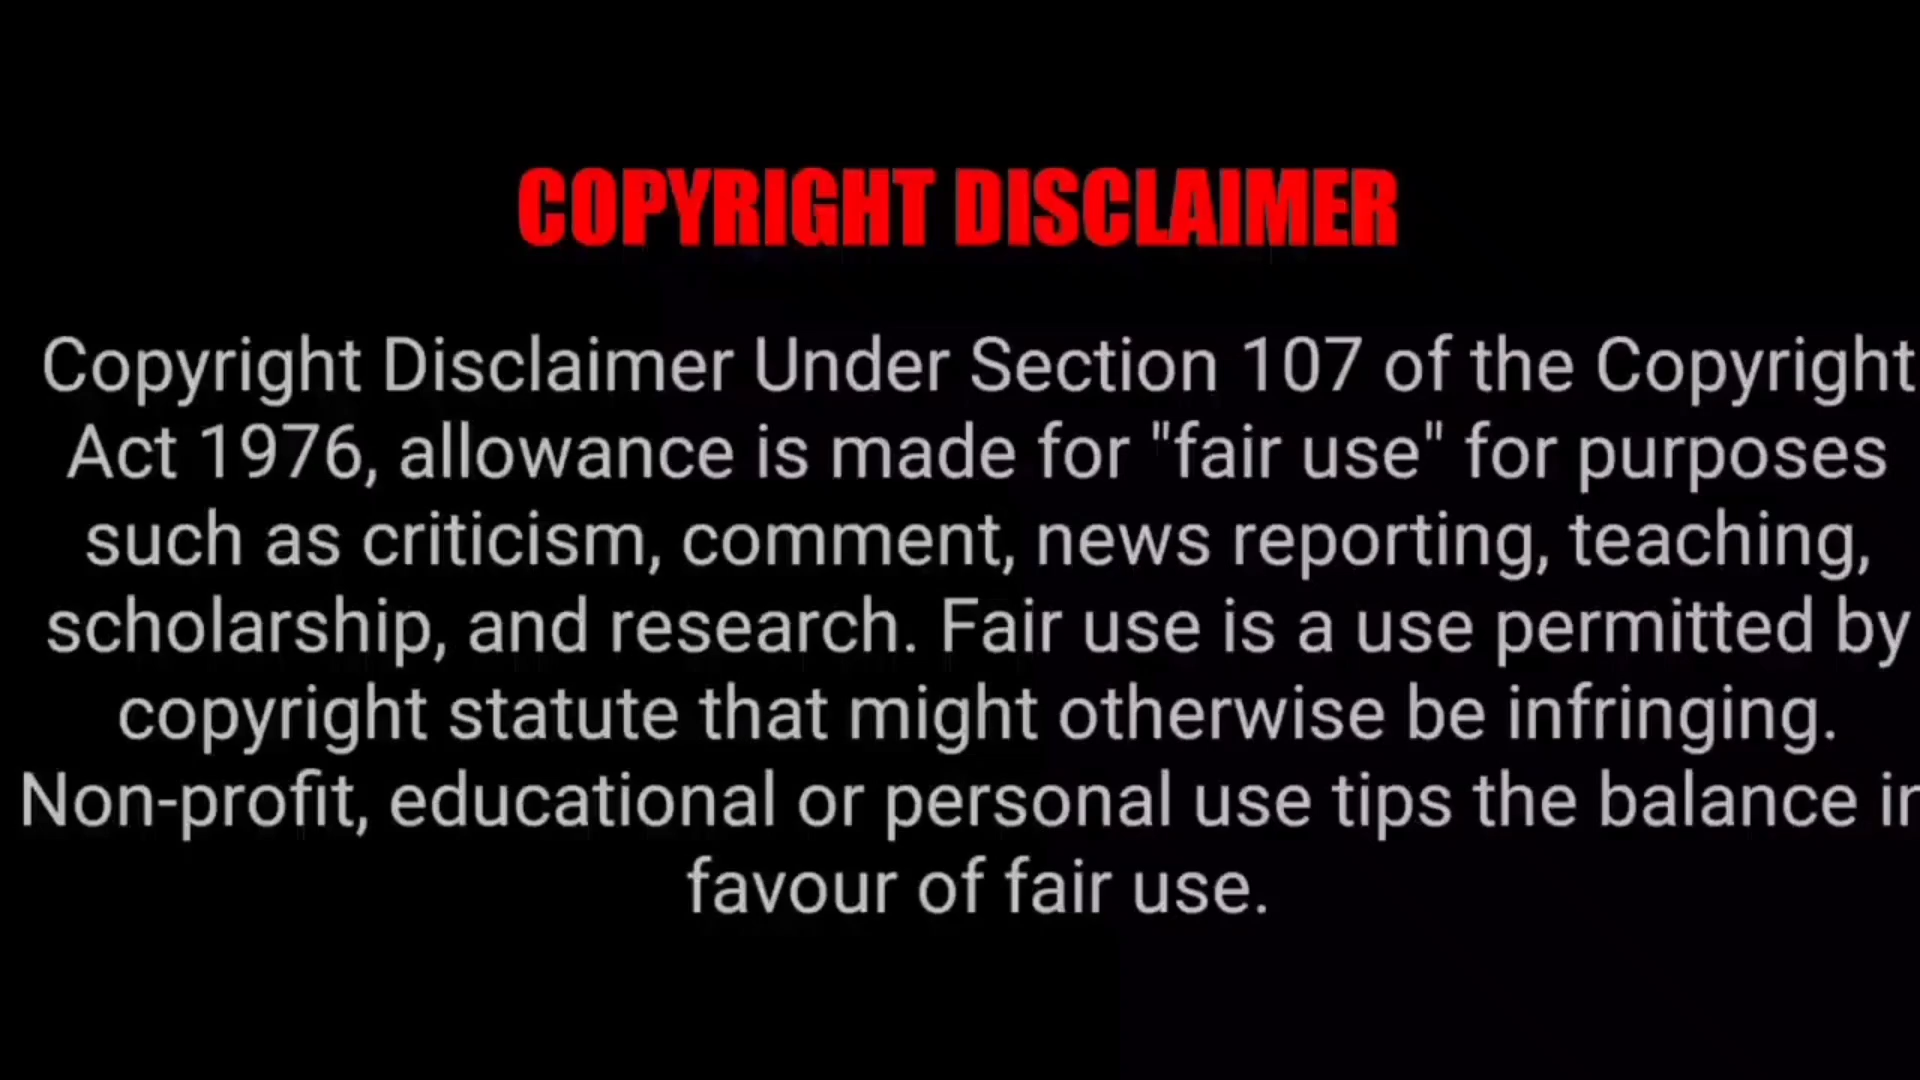 COPYRIGHT DISCLAIMER
Copyright Disclaimer Under Section 107 of the Copyright
Act 1976, allowance is made for "fair use" for purposes
such as criticism, comment, news reporting, teaching,
scholarship, and research. Fair use is a use permitted by
copyright statute that might otherwise be infringing.
Non-profit, educational or personal use tips the balance in
favour of fair use.